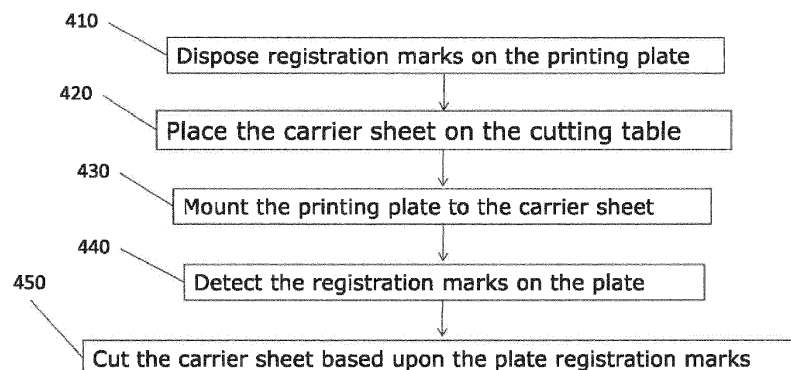 410
Dispose registration marks on the printing plate
420
Place the carrier sheet on the cutting table
430
Mount the printing plate to the carrier sheet
440
Detect the registration marks on the plate
450
Cut the carrier sheet based upon the plate registration marks